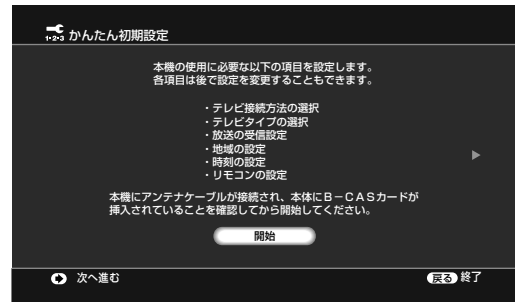 1・2・3 かんたん初期設定
本機の使用に必要な以下の項目を設定します。
各項目は後で設定を変更することもできます。
・テレビ接続方法の選択
・テレビタイプの選択
・放送の受信設定
・地域の設定
・時刻の設定
・リモコンの設定
本機にアンテナケーブルが接続され、本体にB－CASカードが
挿入されていることを確認してから開始してください。
開始
次へ進む
戻る 終了